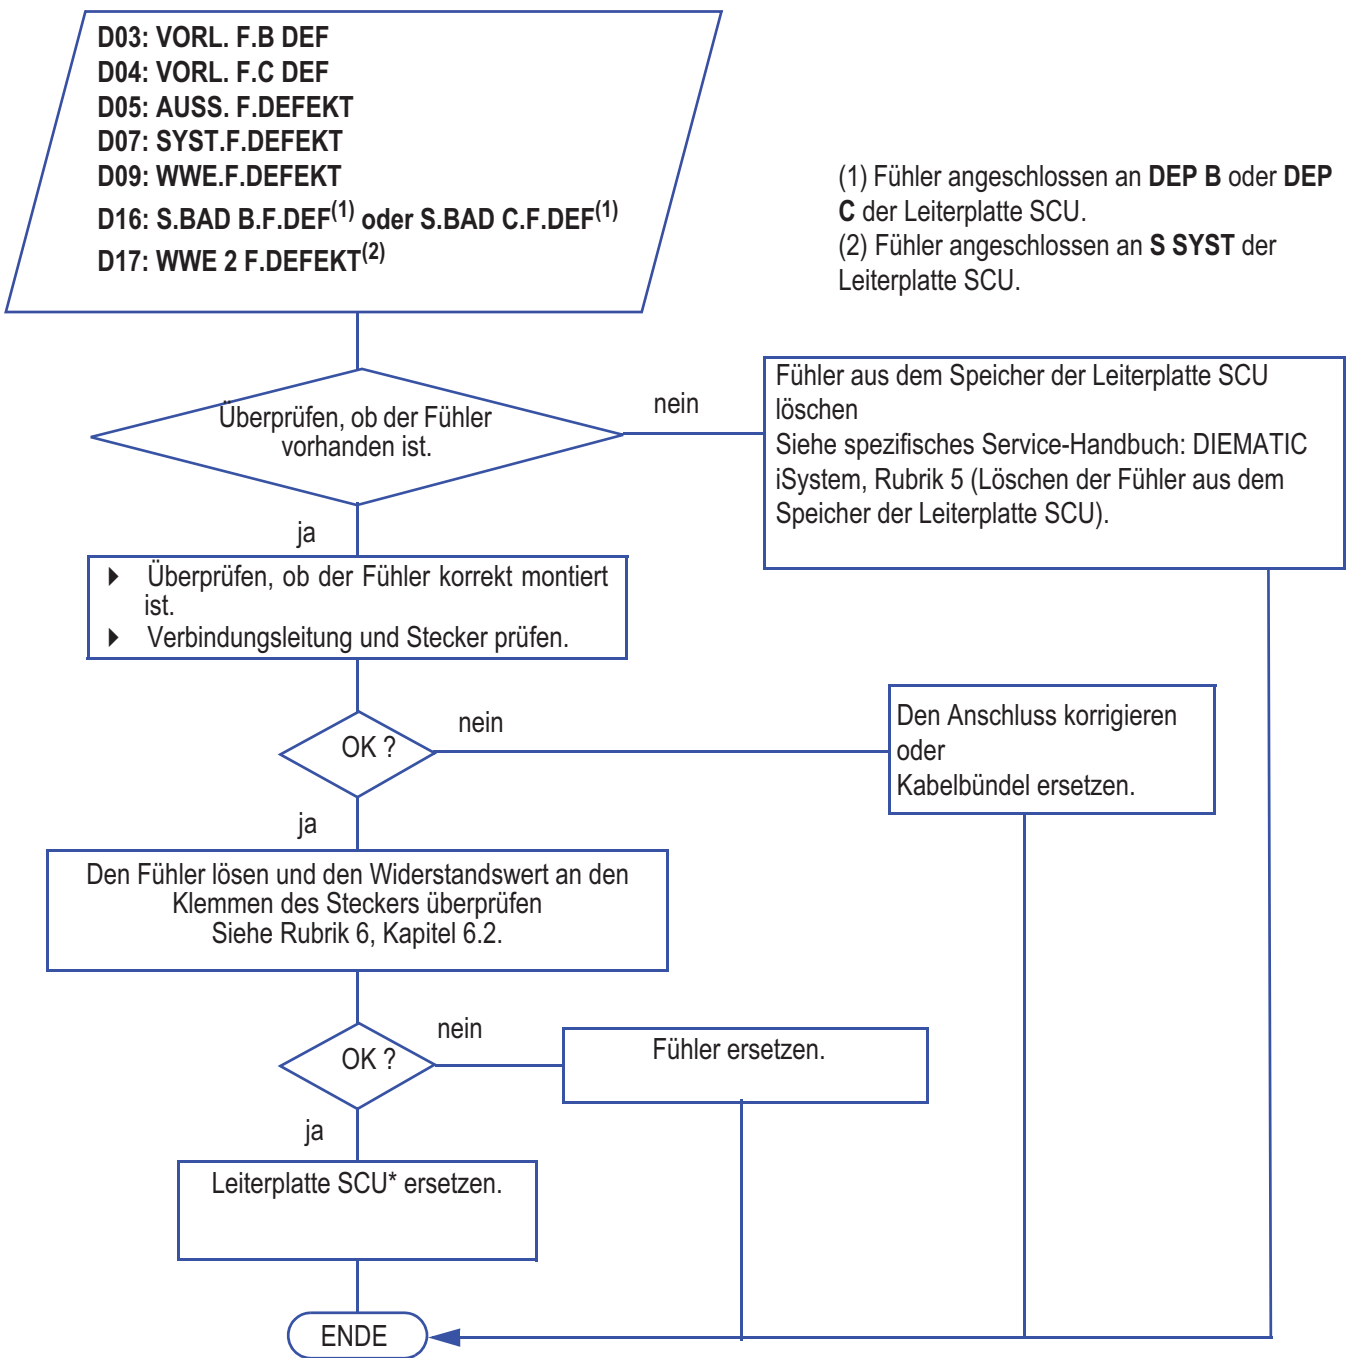 D03: VORL. F.B DEF
D04: VORL. F.C DEF
D05: AUSS. F.DEFEKT
D07: SYST.F.DEFEKT
D09: WWE.F.DEFEKT
D16: S.BAD B.F.DEF(1) oder S.BAD C.F.DEF(1)
D17: WWE 2 F.DEFEKT(2)
(1) Fühler angeschlossen an DEP B oder DEP
C der Leiterplatte SCU.
(2) Fühler angeschlossen an S SYST der
Leiterplatte SCU.
Überprüfen, ob der Fühler
vorhanden ist.
nein
Fühler aus dem Speicher der Leiterplatte SCU
löschen
Siehe spezifisches Service-Handbuch: DIEMATIC
iSystem, Rubrik 5 (Löschen der Fühler aus dem
Speicher der Leiterplatte SCU).
ja
Überprüfen, ob der Fühler korrekt montiert
ist.
Verbindungsleitung und Stecker prüfen.
OK ?
nein
Den Anschluss korrigieren
oder
Kabelbündel ersetzen.
ja
Den Fühler lösen und den Widerstandswert an den
Klemmen des Steckers überprüfen
Siehe Rubrik 6, Kapitel 6.2.
OK ?
nein
Fühler ersetzen.
ja
Leiterplatte SCU* ersetzen.
ENDE